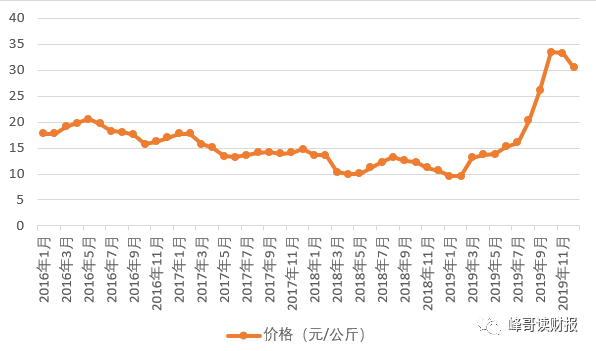 40
35
30
25
20
15
10
5
0
2016年1月
2016年3月
2016年5月
2016年7月
2016年9月
2016年11月
2017年1月
2017年3月
2017年5月
2017年7月
2017年9月
2017年11月
2018年1月
2018年3月
2018年5月
2018年7月
2018年9月
2018年11月
2019年1月
2019年3月
2019年5月
2019年7月
2019年9月
2019年11月
价格（元/公斤）
峰哥读财报